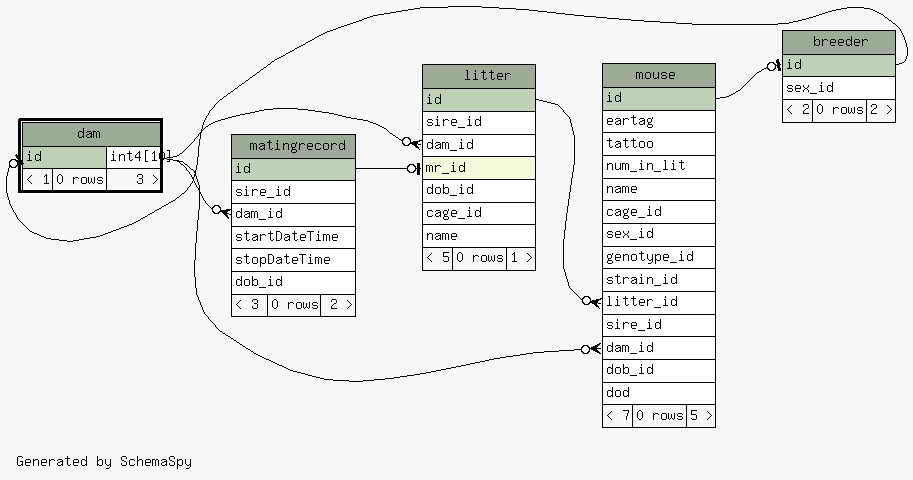 breeder
id
sex_id
< 2 0 rows 2 >
litter
id
sire_id
dam_id
mr_id
dob_id
cage_id
name
< 5 0 rows 1 >
mouse
id
eartag
tattoo
num_in_lit
name
cage_id
sex_id
genotype_id
strain_id
litter_id
sire_id
dam_id
dob_id
dod
< 7 0 rows 5 >
dam
id int4[10]
< 1 0 rows 3 >
matingrecord
id
sire_id
dam_id
startDateTime
stopDateTime
dob_id
< 3 0 rows 2 >
Generated by SchemaSpy